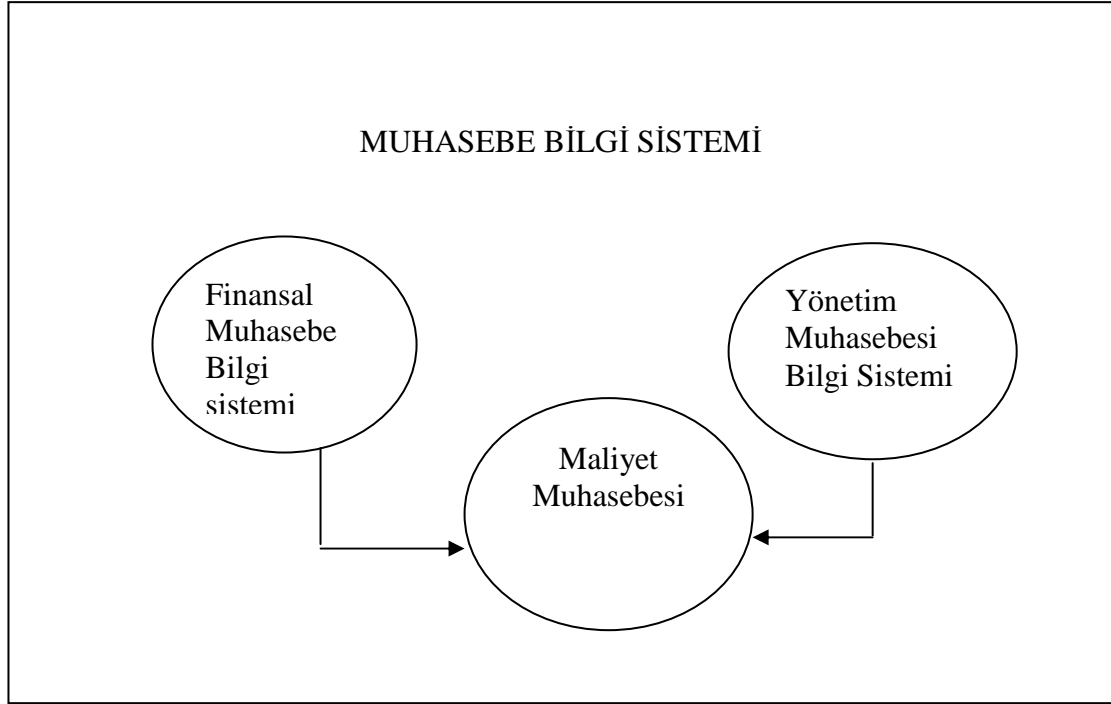 MUHASEBE BİLGİ SİSTEMİ
Finansal
Muhasebe
Bilgi
sistemi
Yönetim
Muhasebesi
Bilgi Sistemi
Maliyet
Muhasebesi